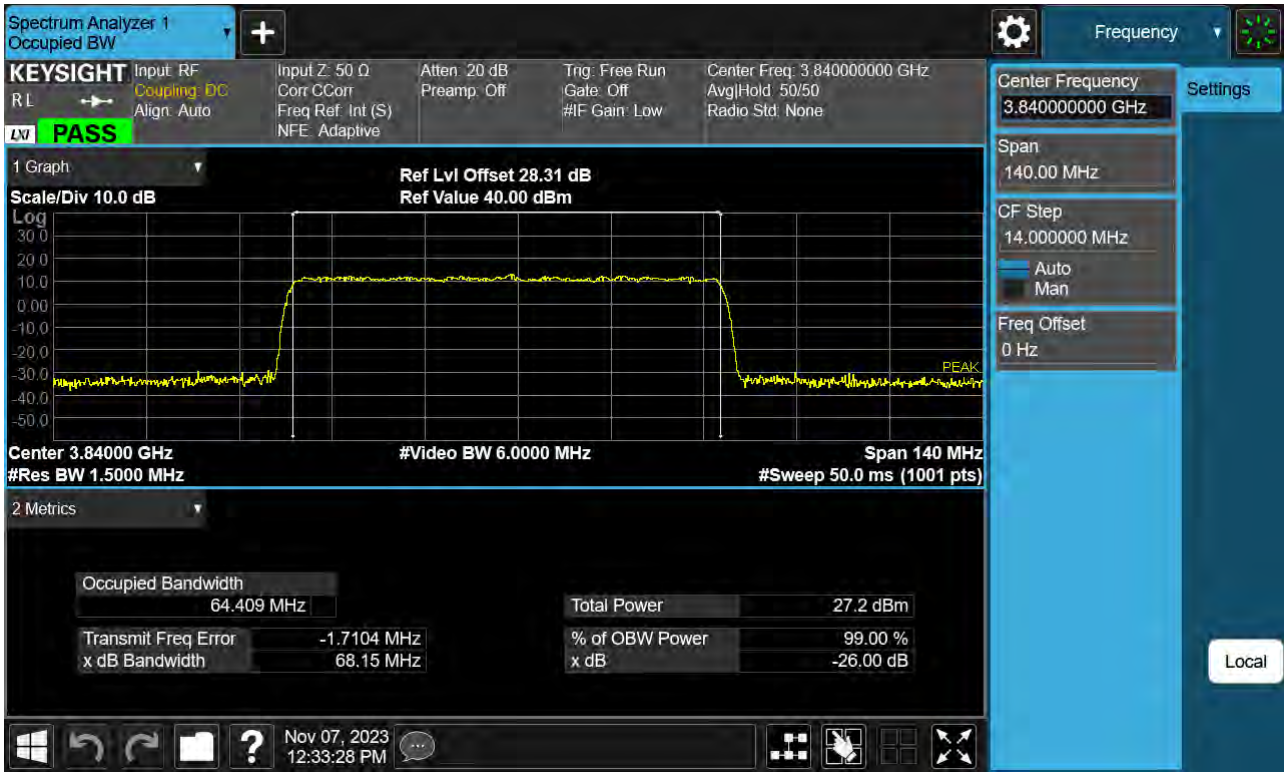 Spectrum Analyzer 1
Occupied BW
Frequency
KEYSIGHT
RL
LXI
PASS
Input: RF
Coupling: DC
Align: Auto
Input Z: 50 Ω
Corr CCorr
Freq Ref: Int (S)
NFE: Adaptive
Atten: 20 dB
Preamp: Off
Trig: Free Run
Gate: Off
#IF Gain: Low
Center Freq: 3.840000000 GHz
Avg|Hold: 50/50
Radio Std: None
Center Frequency
3.840000000 GHz
Settings
Span
140.00 MHz
CF Step
14.000000 MHz
Auto
Man
Freq Offset
0 Hz
1 Graph
Scale/Div 10.0 dB
Ref Lvl Offset 28.31 dB
Ref Value 40.00 dBm
Log
30.0
20.0
10.0
0.00
-10.0
-20.0
-30.0
-40.0
-50.0
PEAK
Center 3.84000 GHz
#Video BW 6.0000 MHz
Span 140 MHz
#Res BW 1.5000 MHz
#Sweep 50.0 ms (1001 pts)
2 Metrics
Occupied Bandwidth
64.409 MHz
Total Power 27.2 dBm
Transmit Freq Error -1.7104 MHz
% of OBW Power 99.00 %
x dB Bandwidth 68.15 MHz
x dB -26.00 dB
Local
?
Nov 07, 2023
12:33:28 PM